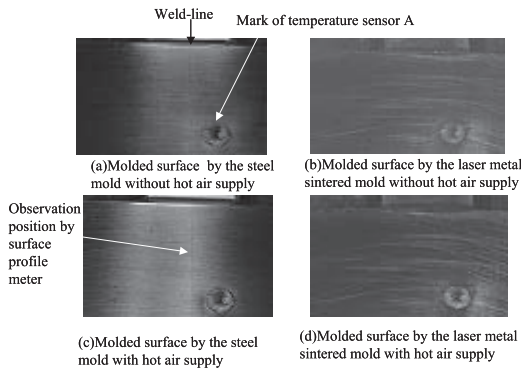 Weld-line
Mark of temperature sensor A
(a)Molded surface by the steel
mold without hot air supply
(b)Molded surface by the laser metal
sintered mold without hot air supply
Observation
position by
surface
profile
meter
(c)Molded surface by the steel
mold with hot air supply
(d)Molded surface by the laser metal
sintered mold with hot air supply